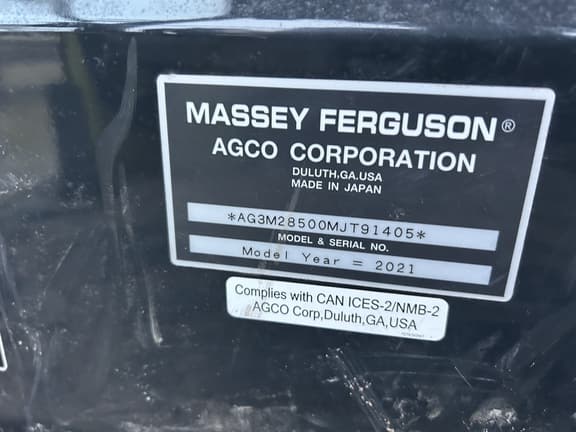 MASSEY FERGUSON®
AGCO CORPORATION
DULUTH,GA.USA
MADE IN JAPAN
*AG3M28500MJT91405*
MODEL & SERIAL NO.
Model Year = 2021
Complies with CAN ICES-2/NMB-2
AGCO Corp,Duluth,GA,USA